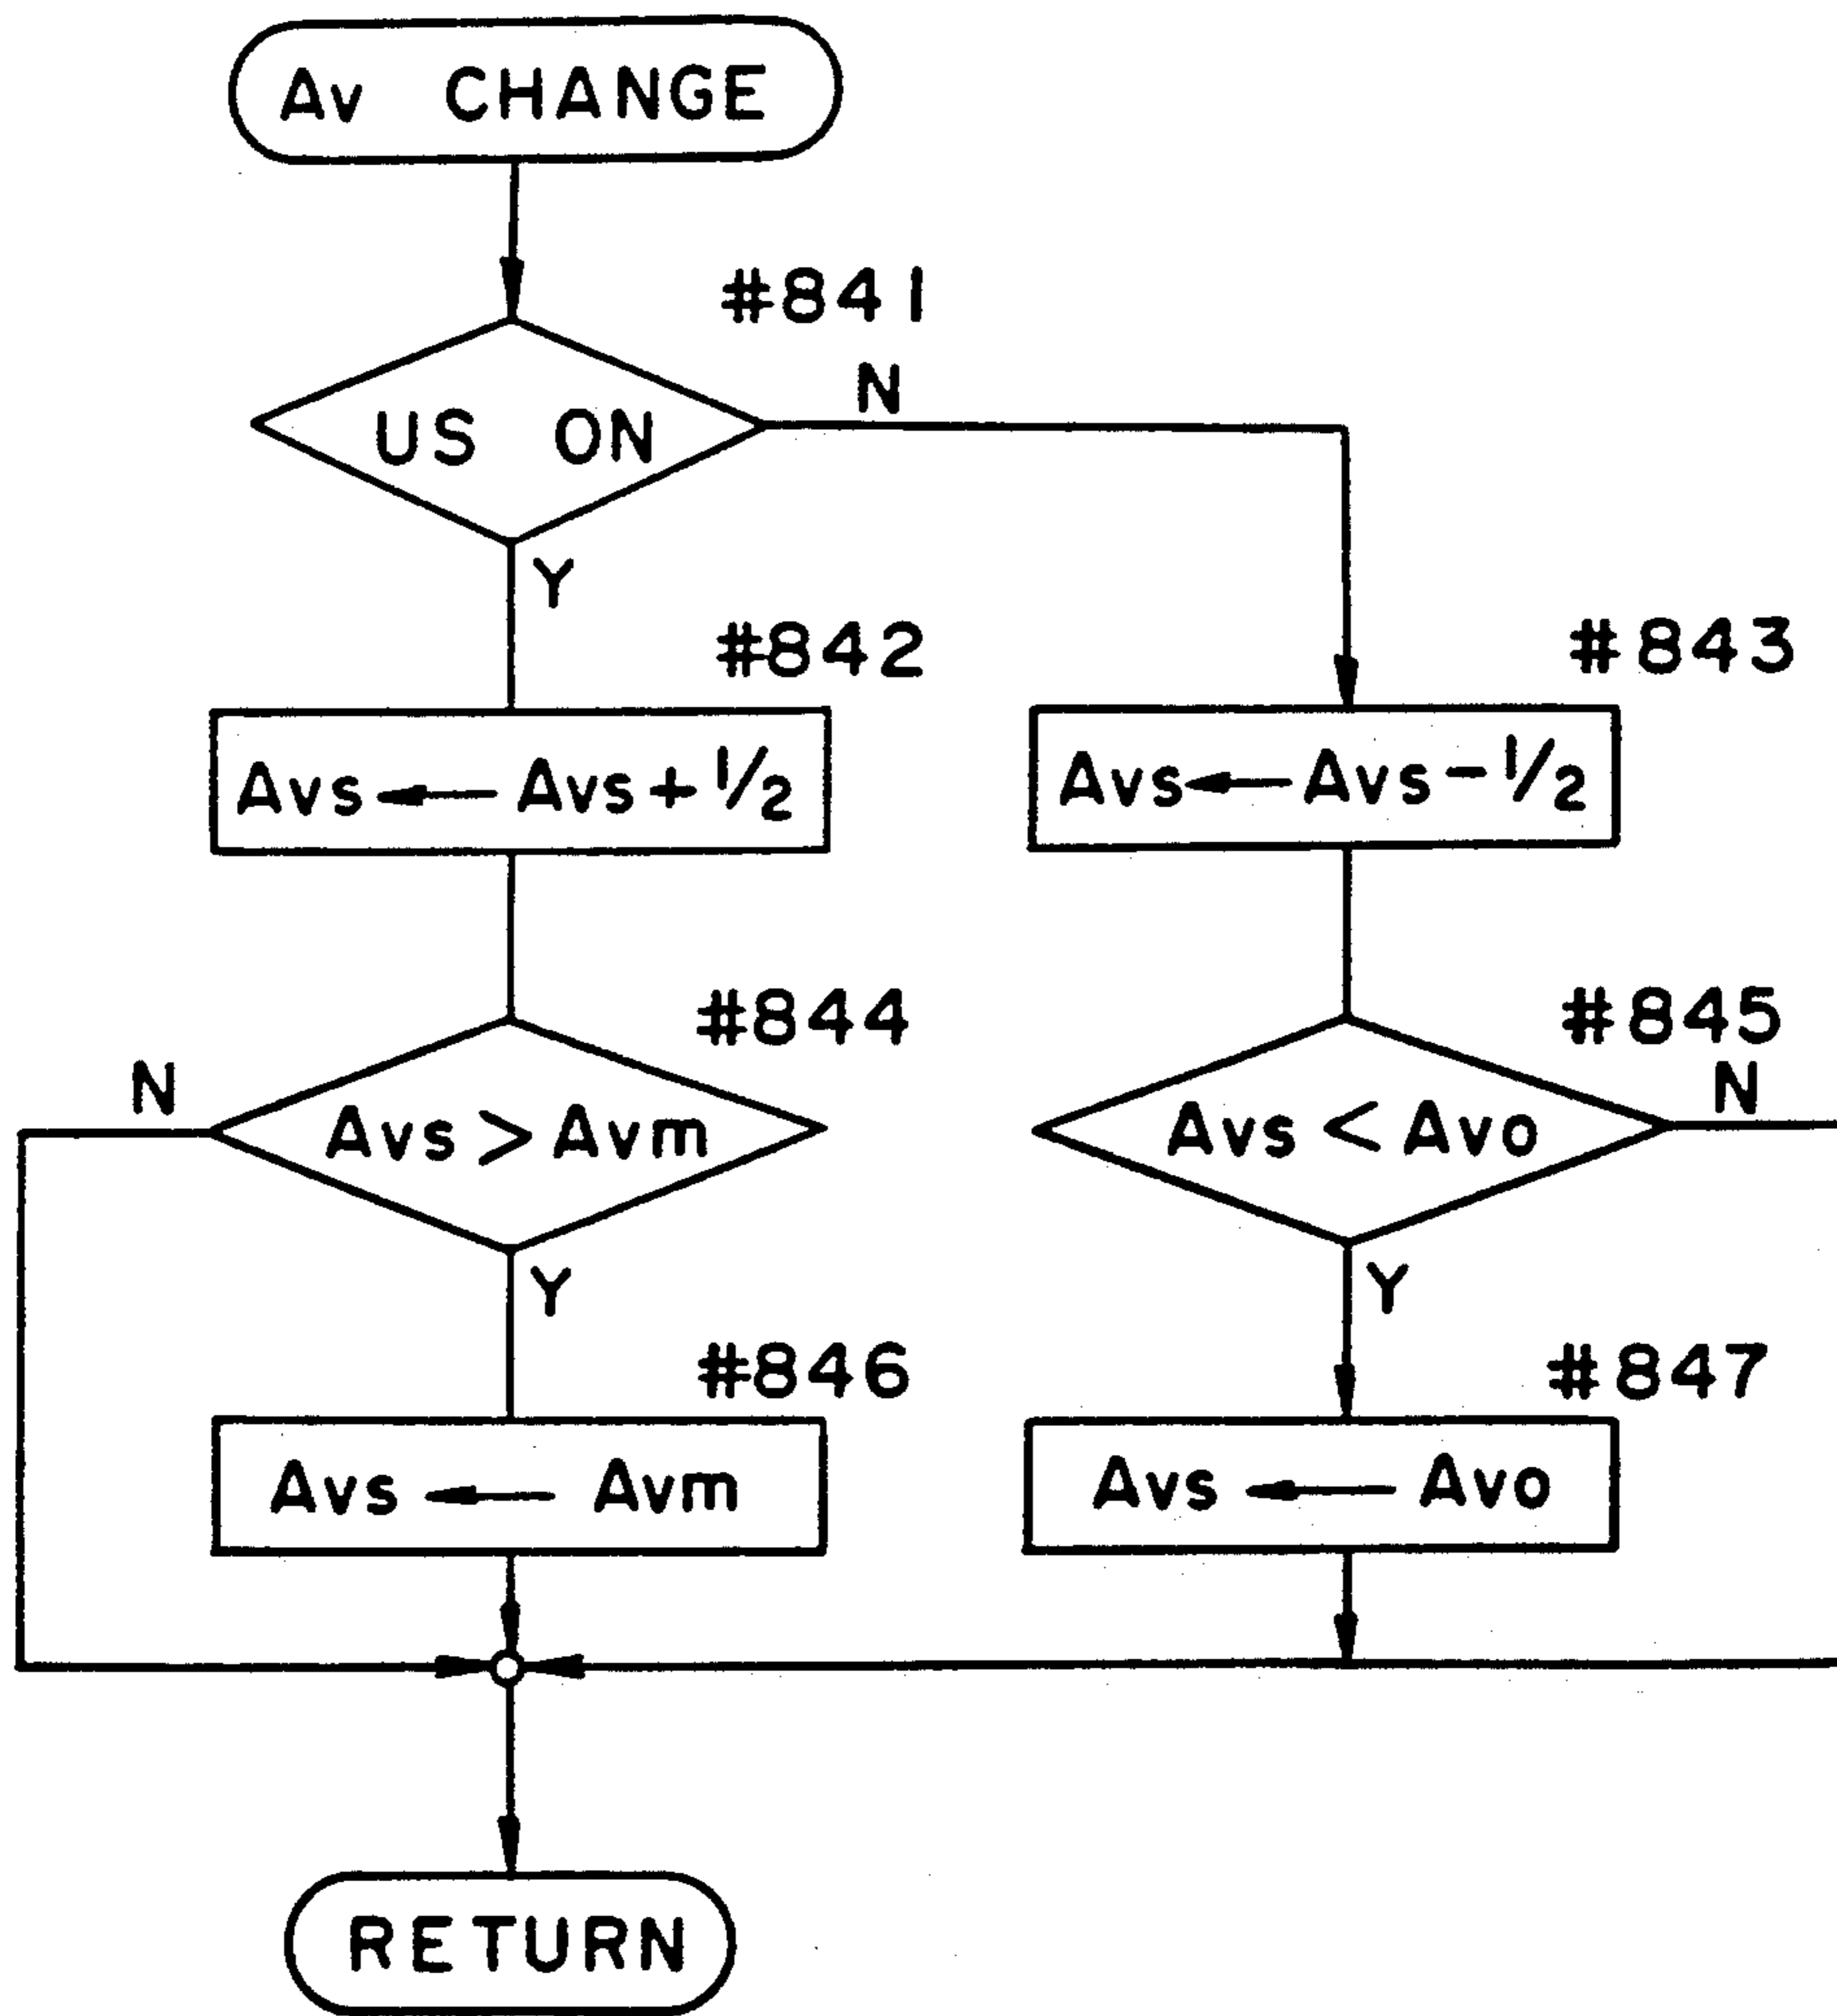 Av CHANGE
#841
US ON
N
Y
#842
#843
Avs ← Avs + 1/2
Avs ← Avs − 1/2
#844
#845
N
Avs > Avm
Avs < Avo
N
Y
Y
#846
#847
Avs ← Avm
Avs ← Avo
RETURN